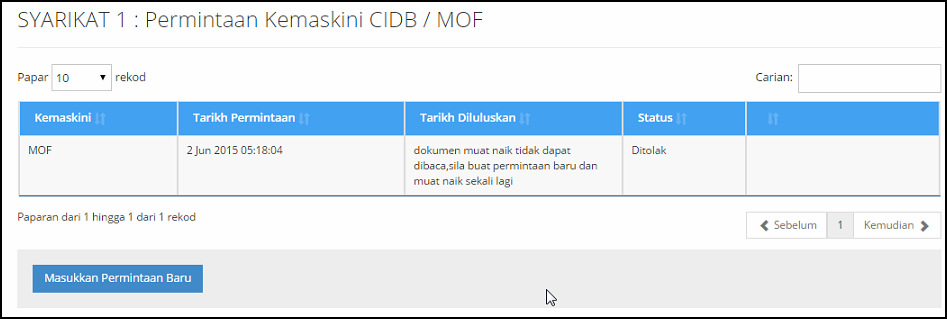 SYARIKAT 1 : Permintaan Kemaskini CIDB / MOF
Papar 10 rekod Carian:
Kemaskini Tarikh Permintaan Tarikh Diluluskan Status
MOF 2 Jun 2015 05:18:04 dokumen muat naik tidak dapat Ditolak
dibaca,sila buat permintaan baru dan
muat naik sekali lagi
Paparan dari 1 hingga 1 dari 1 rekod
Sebelum 1 Kemudian
Masukkan Permintaan Baru